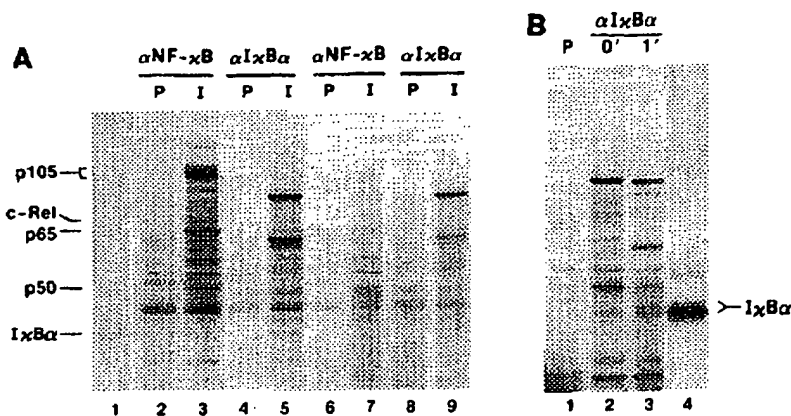 A
αNF-ϰB αIϰBα αNF-ϰB αIϰBα
P I P I P I P I
p105
c-Rel
p65
p50
IϰBα
1 2 3 4 5 6 7 8 9
B
αIϰBα
P 0′ 1′
IϰBα
1 2 3 4